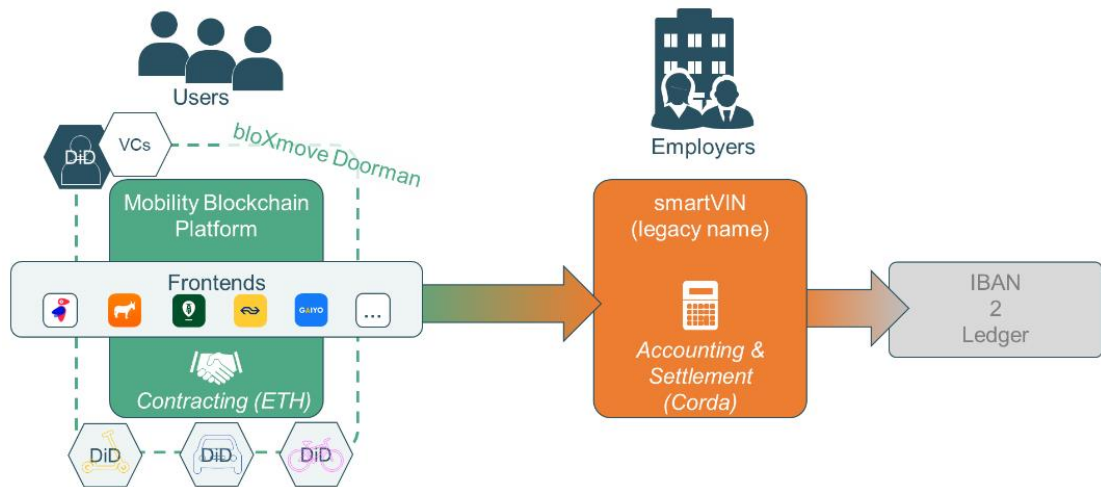 Users
Employers
DiD
VCs
bloXmove Doorman
Mobility Blockchain
Platform
Frontends
GAIYO
...
Contracting (ETH)
DiD
DiD
DiD
smartVIN
(legacy name)
Accounting &
Settlement
(Corda)
IBAN
2
Ledger